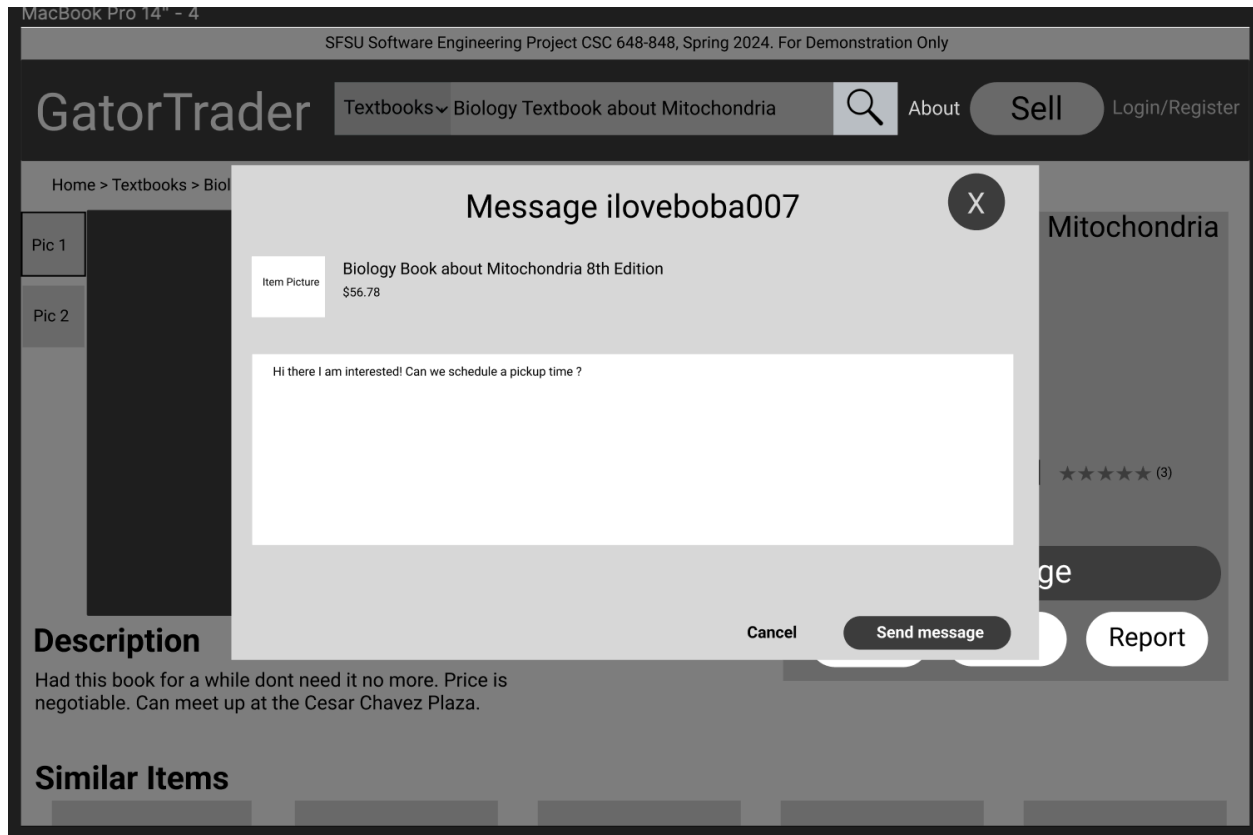 MacBook Pro 14" - 4
SFSU Software Engineering Project CSC 648-848, Spring 2024. For Demonstration Only
GatorTrader
Textbooks
Biology Textbook about Mitochondria
About
Sell
Login/Register
Home > Textbooks > Biol
Message iloveboba007
X
Mitochondria
Pic 1
Pic 2
Item Picture
Biology Book about Mitochondria 8th Edition
$56.78
Hi there I am interested! Can we schedule a pickup time ?
(3)
ge
Cancel
Send message
Report
Description
Had this book for a while dont need it no more. Price is
negotiable. Can meet up at the Cesar Chavez Plaza.
Similar Items